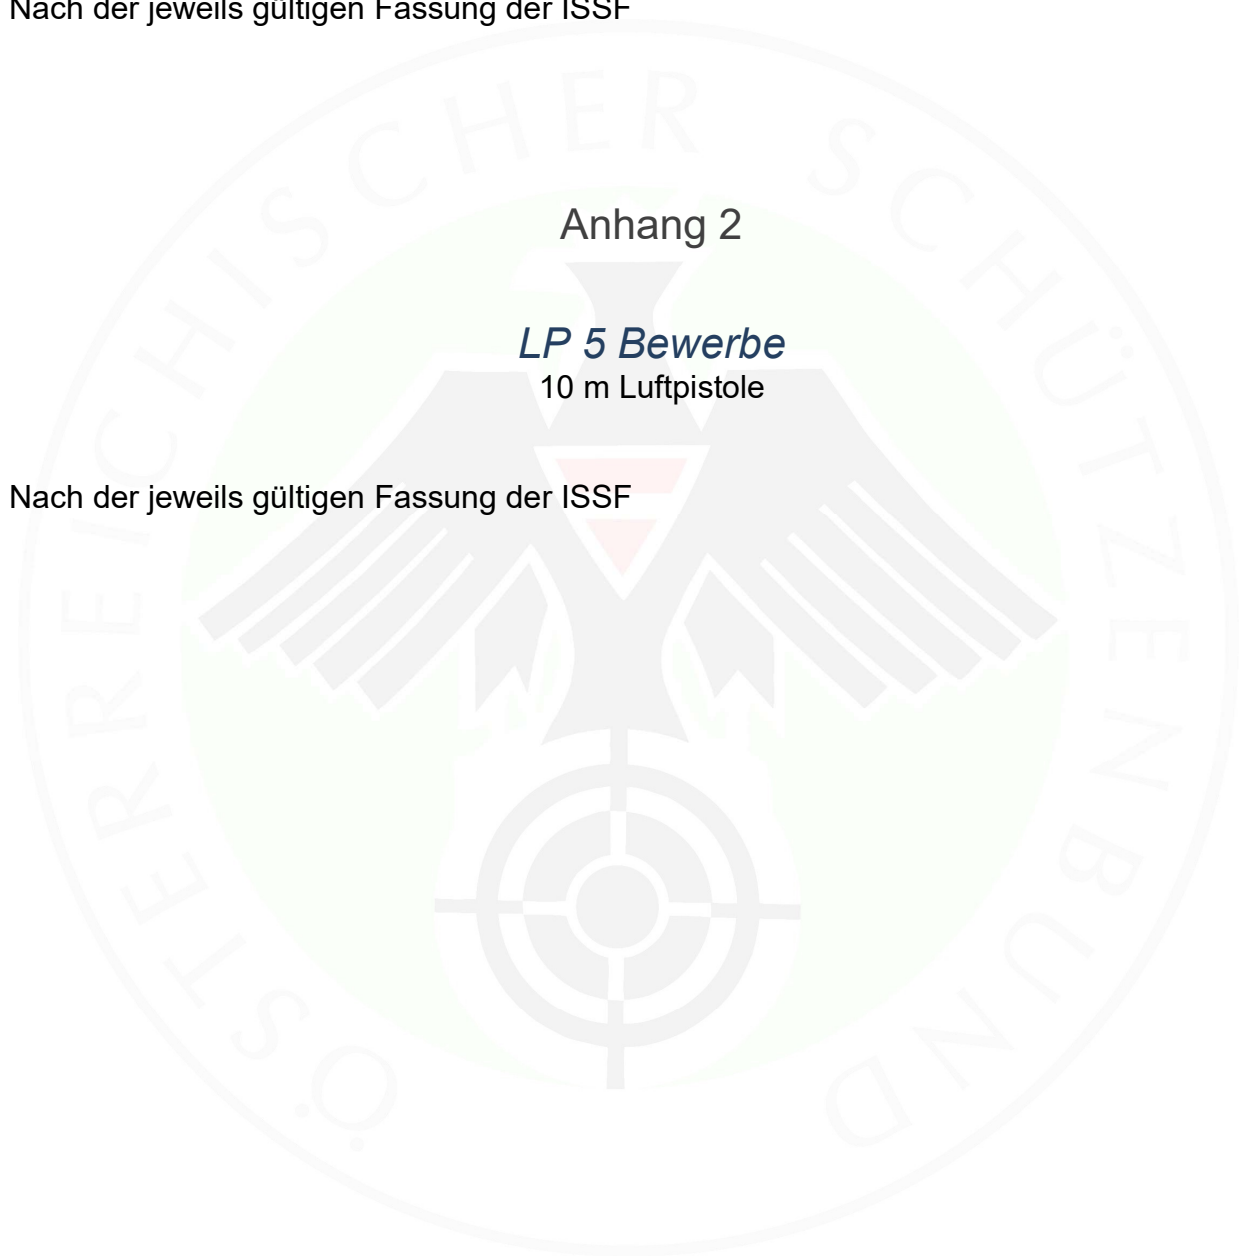 Nach der jeweils gültigen Fassung der ISSF
Anhang 2
LP 5 Bewerbe
10 m Luftpistole
Nach der jeweils gültigen Fassung der ISSF
ÖSTERREICHISCHER SCHÜTZENBUND